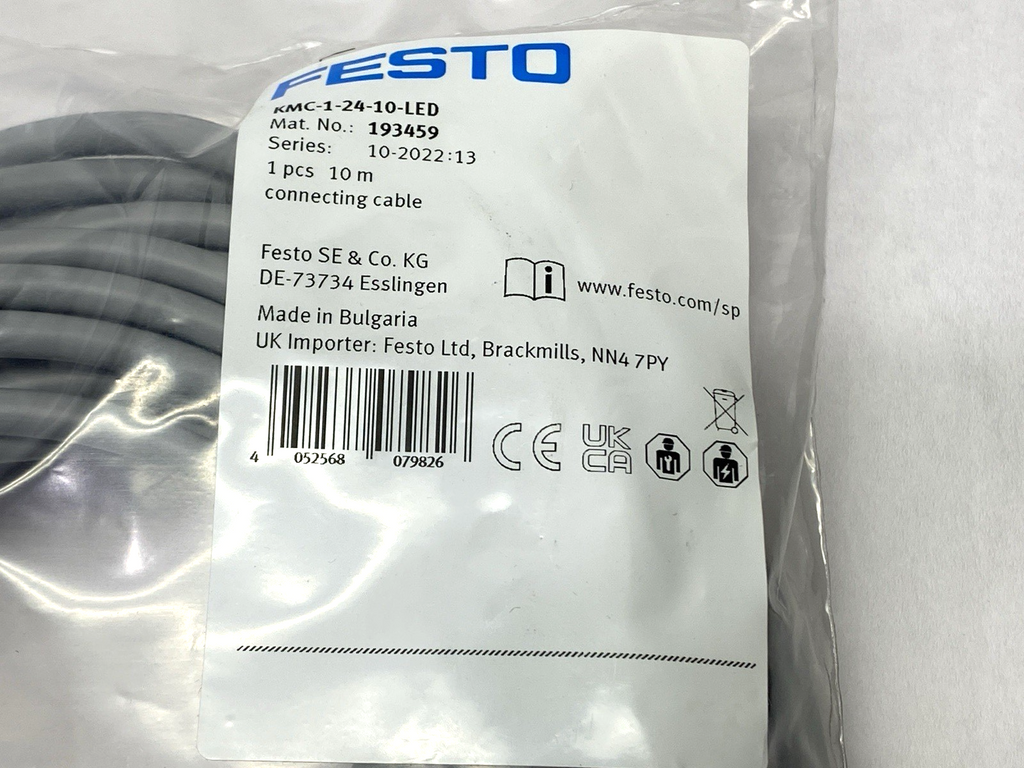 FESTO
KMC-1-24-10-LED
Mat. No.: 193459
Series: 10-2022:13
1 pcs 10 m
connecting cable
Festo SE & Co. KG
DE-73734 Esslingen
i www.festo.com/sp
Made in Bulgaria
UK Importer: Festo Ltd, Brackmills, NN4 7PY
4 052568 079826
CE UK
CA